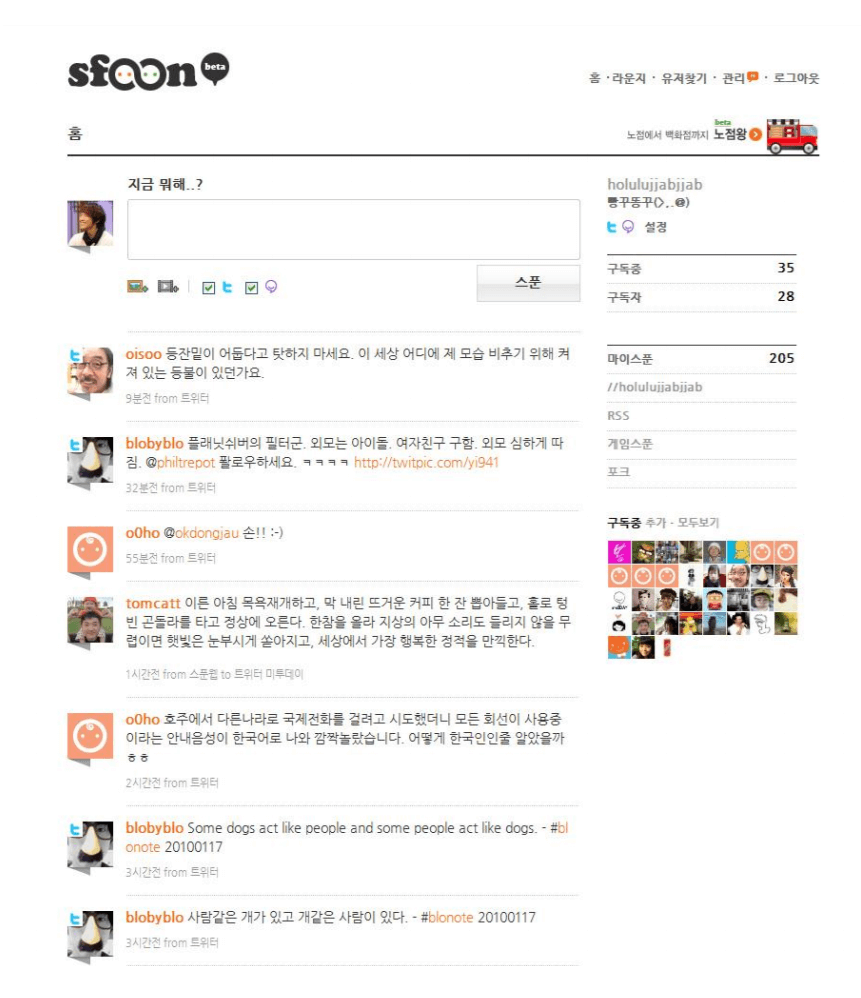 sfoon beta
홈 · 라운지 · 유저찾기 · 관리 · 로그아웃
홈
beta
노점에서 백화점까지 노점왕
지금 뭐해..?
스푼
holulujjabjjab
빵꾸똥꾸(>,.@)
설정
구독중 35
구독자 28
마이스푼 205
//holulujjabjjab
RSS
게임스푼
포크
구독중 추가 - 모두보기
oisoo 등잔밑이 어둡다고 탓하지 마세요. 이 세상 어디에 제 모습 비추기 위해 켜
져 있는 등불이 있던가요.
9분전 from 트위터
blobyblo 플래닛쉬버의 필터군. 외모는 아이돌. 여자친구 구함. 외모 심하게 따
짐. @philtrepot 퐐로우하세요. ㅋㅋㅋㅋ http://twitpic.com/yi941
32분전 from 트위터
o0ho @okdongjau 손!! :-)
55분전 from 트위터
tomcatt 이른 아침 목욕재개하고, 막 내린 뜨거운 커피 한 잔 뽑아들고, 홀로 텅
빈 곤돌라를 타고 정상에 오른다. 한참을 올라 지상의 아무 소리도 들리지 않을 무
렵이면 햇빛은 눈부시게 쏟아지고, 세상에서 가장 행복한 정적을 만끽한다.
1시간전 from 스푼웹 to 트위터 미투데이
o0ho 호주에서 다른나라로 국제전화를 걸려고 시도했더니 모든 회선이 사용중
이라는 안내음성이 한국어로 나와 깜짝놀랐습니다. 어떻게 한국인인줄 알았을까
ㅎㅎ
2시간전 from 트위터
blobyblo Some dogs act like people and some people act like dogs. - #bl
onote 20100117
3시간전 from 트위터
blobyblo 사람같은 개가 있고 개같은 사람이 있다. - #blonote 20100117
3시간전 from 트위터